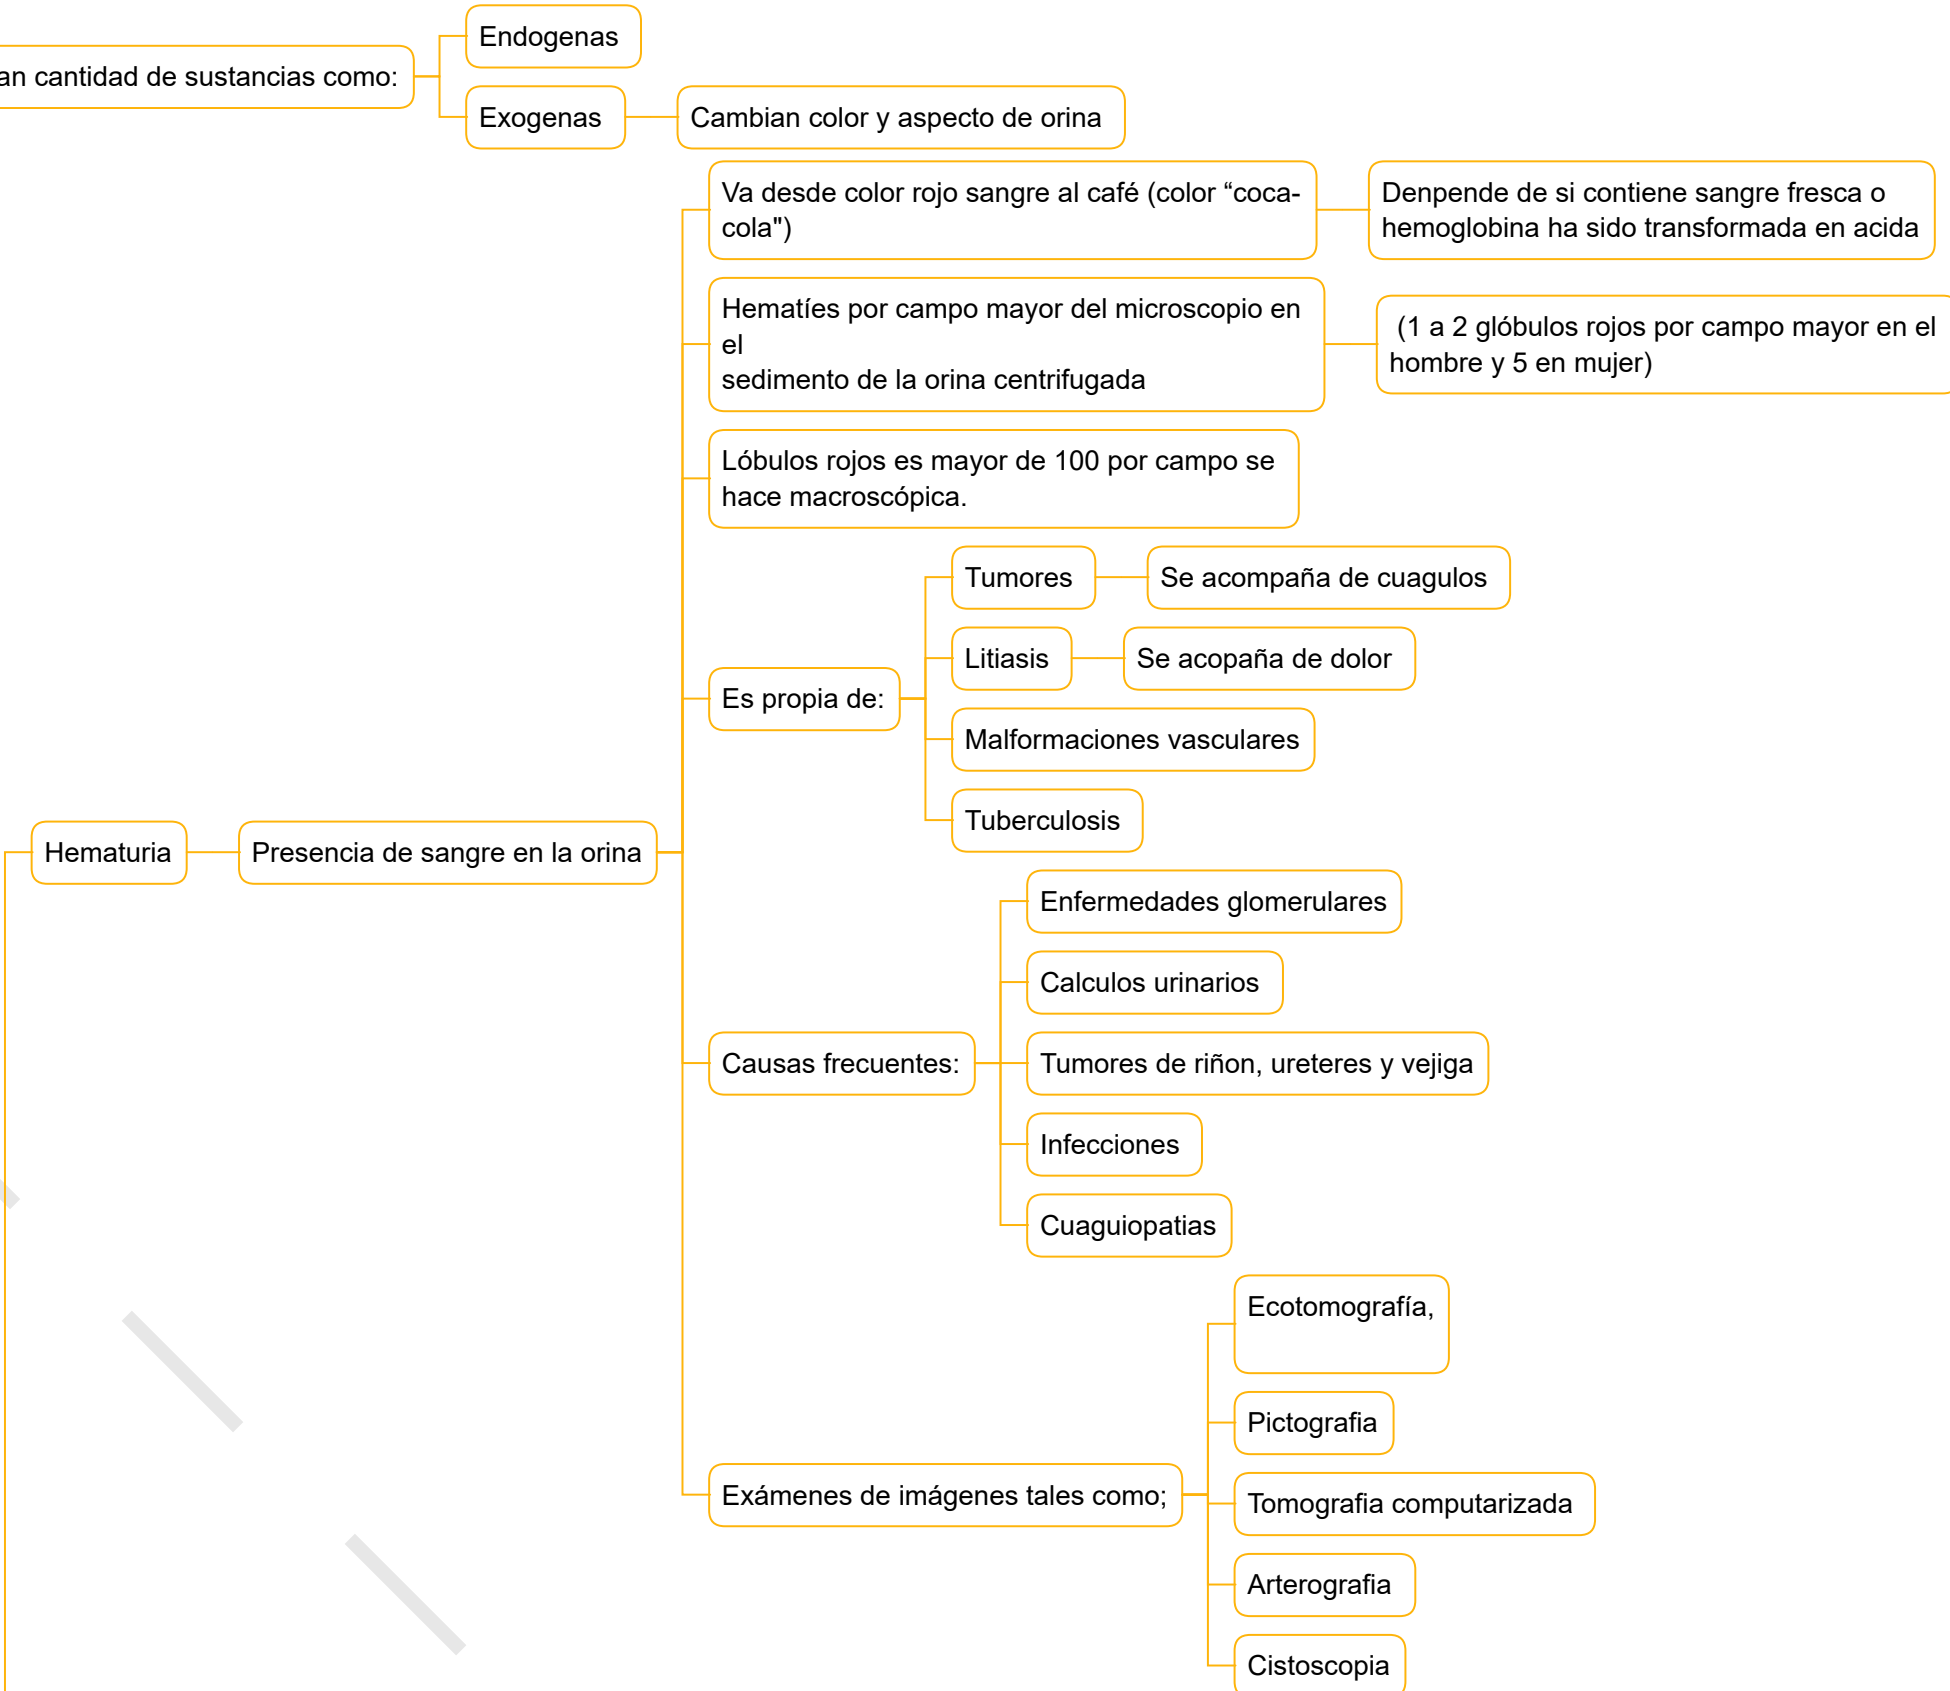 Endogenas
an cantidad de sustancias como:
Exogenas
Cambian color y aspecto de orina
Va desde color rojo sangre al café (color “coca-
cola")
Denpende de si contiene sangre fresca o
hemoglobina ha sido transformada en acida
Hematíes por campo mayor del microscopio en
el
sedimento de la orina centrifugada
(1 a 2 glóbulos rojos por campo mayor en el
hombre y 5 en mujer)
Lóbulos rojos es mayor de 100 por campo se
hace macroscópica.
Tumores
Se acompaña de cuagulos
Litiasis
Se acopaña de dolor
Es propia de:
Malformaciones vasculares
Tuberculosis
Hematuria
Presencia de sangre en la orina
Enfermedades glomerulares
Calculos urinarios
Causas frecuentes:
Tumores de riñon, ureteres y vejiga
Infecciones
Cuaguiopatias
Ecotomografía,
Pictografia
Exámenes de imágenes tales como;
Tomografia computarizada
Arterografia
Cistoscopia